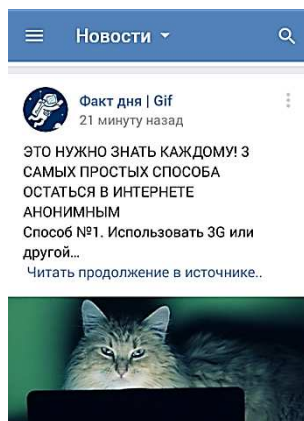 Новости
Факт дня | Gif
21 минуту назад
ЭТО НУЖНО ЗНАТЬ КАЖДОМУ! 3
САМЫХ ПРОСТЫХ СПОСОБА
ОСТАТЬСЯ В ИНТЕРНЕТЕ
АНОНИМНЫМ
Способ №1. Использовать 3G или
другой...
Читать продолжение в источнике..